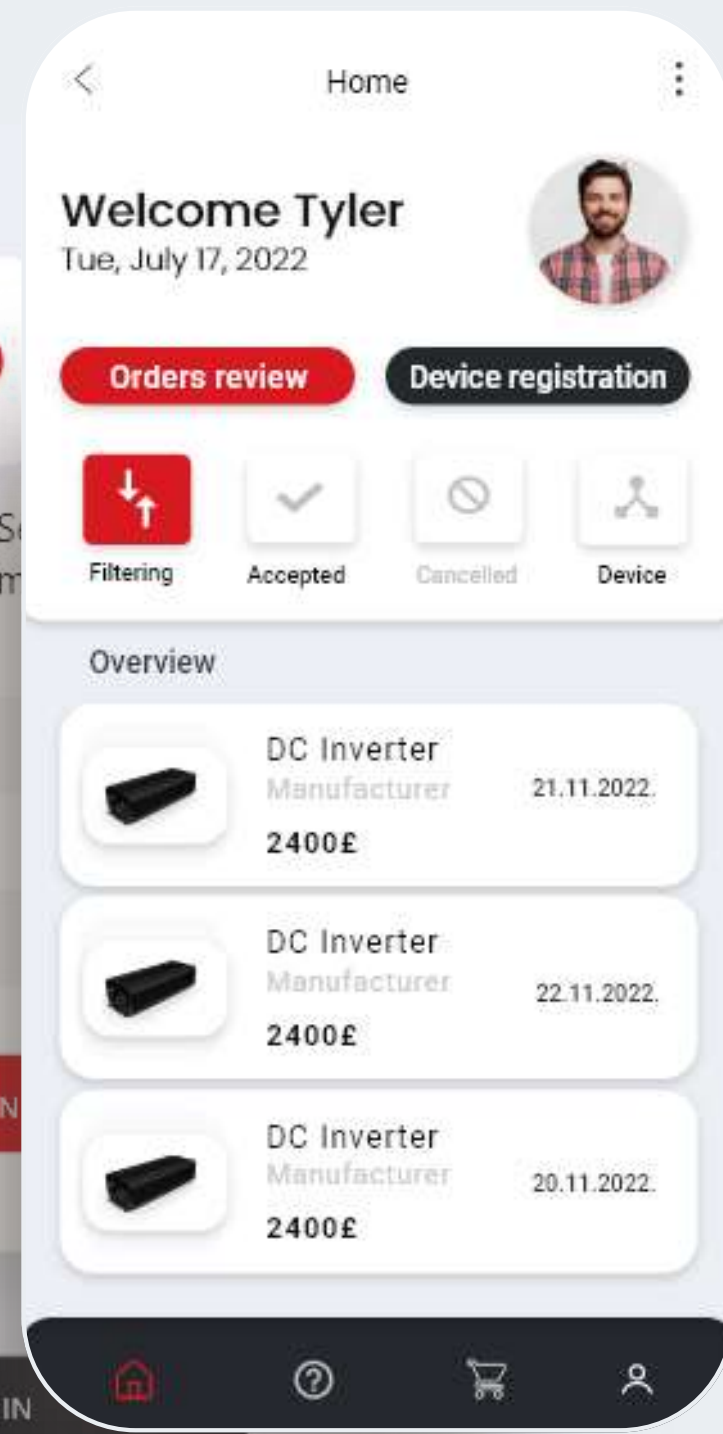 Home
Welcome Tyler
Tue, July 17, 2022
Orders review
Device registration
Filtering
Accepted
Cancelled
Device
Overview
DC Inverter
Manufacturer
21.11.2022.
2400£
DC Inverter
Manufacturer
22.11.2022.
2400£
DC Inverter
Manufacturer
20.11.2022.
2400£
IN